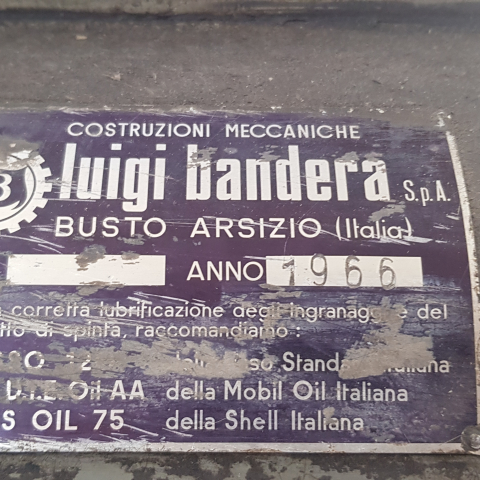 COSTRUZIONI MECCANICHE
B luigi bandera S.p.A.
BUSTO ARSIZIO (Italia)
ANNO 1966
corretta lubrificazione degli ingranaggi e del
di spinta, raccomandiamo :
Standard Italiana
Oil AA della Mobil Oil Italiana
S OIL 75 della Shell Italiana